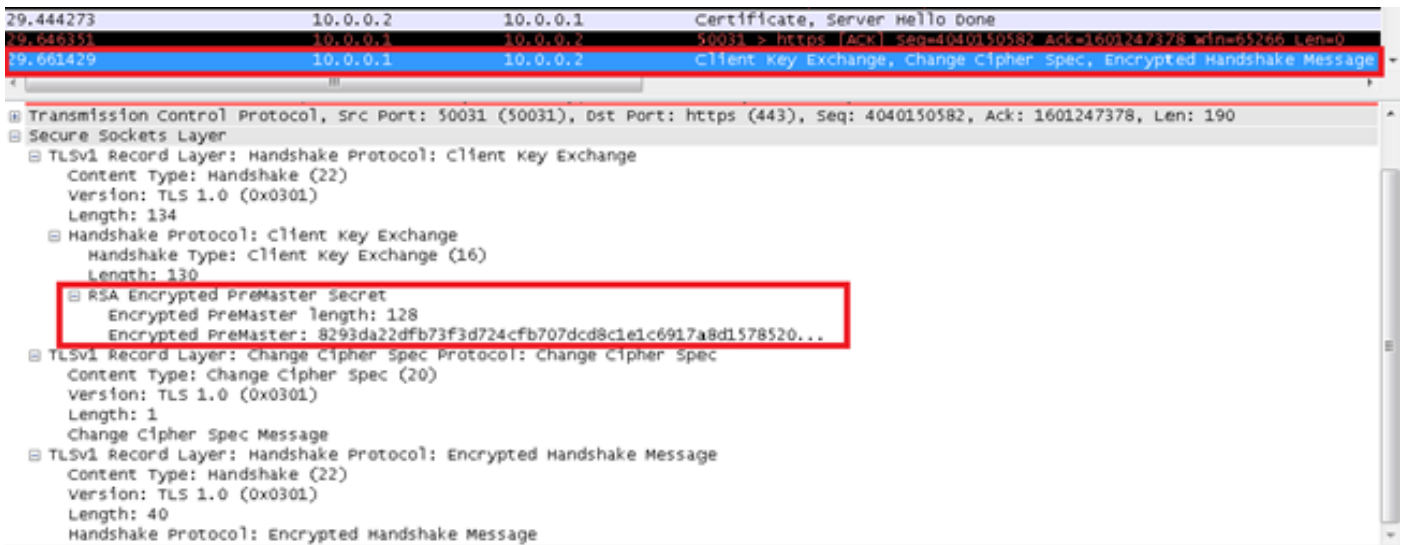 29.444273 10.0.0.2 10.0.0.1 Certificate, Server Hello Done
29.646351 10.0.0.1 10.0.0.2 50031 > https [ACK] Seq=4040150582 Ack=1601247378 Win=65266 Len=0
29.661429 10.0.0.1 10.0.0.2 Client Key Exchange, Change Cipher Spec, Encrypted Handshake Message
Transmission Control Protocol, Src Port: 50031 (50031), Dst Port: https (443), Seq: 4040150582, Ack: 1601247378, Len: 190
Secure Sockets Layer
TLSv1 Record Layer: Handshake Protocol: Client Key Exchange
Content Type: Handshake (22)
Version: TLS 1.0 (0x0301)
Length: 134
Handshake Protocol: Client Key Exchange
Handshake Type: Client Key Exchange (16)
Length: 130
RSA Encrypted PreMaster Secret
Encrypted PreMaster length: 128
Encrypted PreMaster: 8293da22dfb73f3d724cfb707dcd8c1e1c6917a8d1578520...
TLSv1 Record Layer: Change Cipher Spec Protocol: Change Cipher Spec
Content Type: Change Cipher Spec (20)
Version: TLS 1.0 (0x0301)
Length: 1
Change Cipher Spec Message
TLSv1 Record Layer: Handshake Protocol: Encrypted Handshake Message
Content Type: Handshake (22)
Version: TLS 1.0 (0x0301)
Length: 40
Handshake Protocol: Encrypted Handshake Message